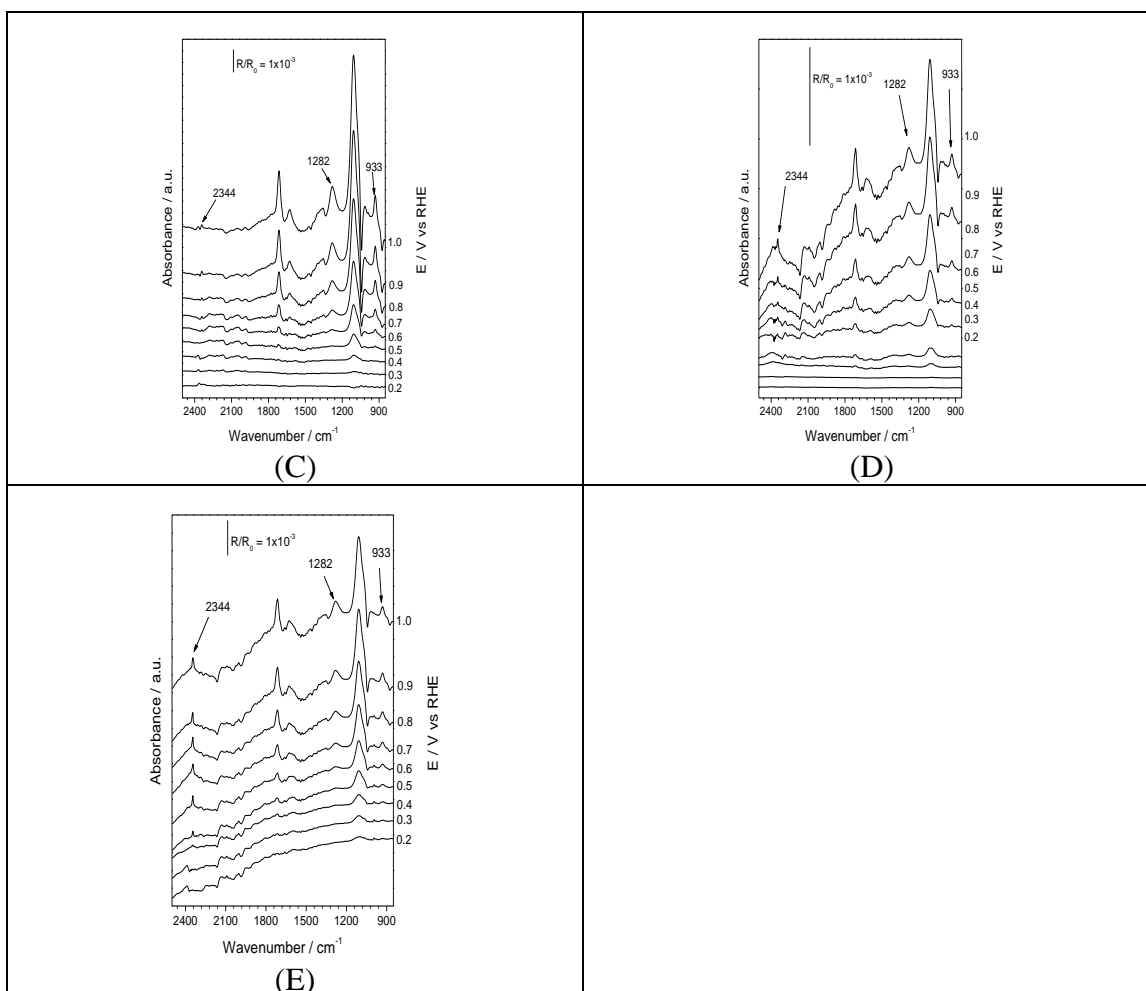 R/R₀ = 1x10⁻³
1282
933
2344
1.0
0.9
0.8
0.7
0.6
0.5
0.4
0.3
0.2
Absorbance / a.u.
E / V vs RHE
2400 2100 1800 1500 1200 900
Wavenumber / cm⁻¹
(C)
R/R₀ = 1x10⁻³
933
1282
2344
1.0
0.9
0.8
0.7
0.6
0.5
0.4
0.3
0.2
Absorbance / a.u.
E / V vs RHE
2400 2100 1800 1500 1200 900
Wavenumber / cm⁻¹
(D)
R/R₀ = 1x10⁻³
1282
933
2344
1.0
0.9
0.8
0.7
0.6
0.5
0.4
0.3
0.2
Absorbance / a.u.
E / V vs RHE
2400 2100 1800 1500 1200 900
Wavenumber / cm⁻¹
(E)